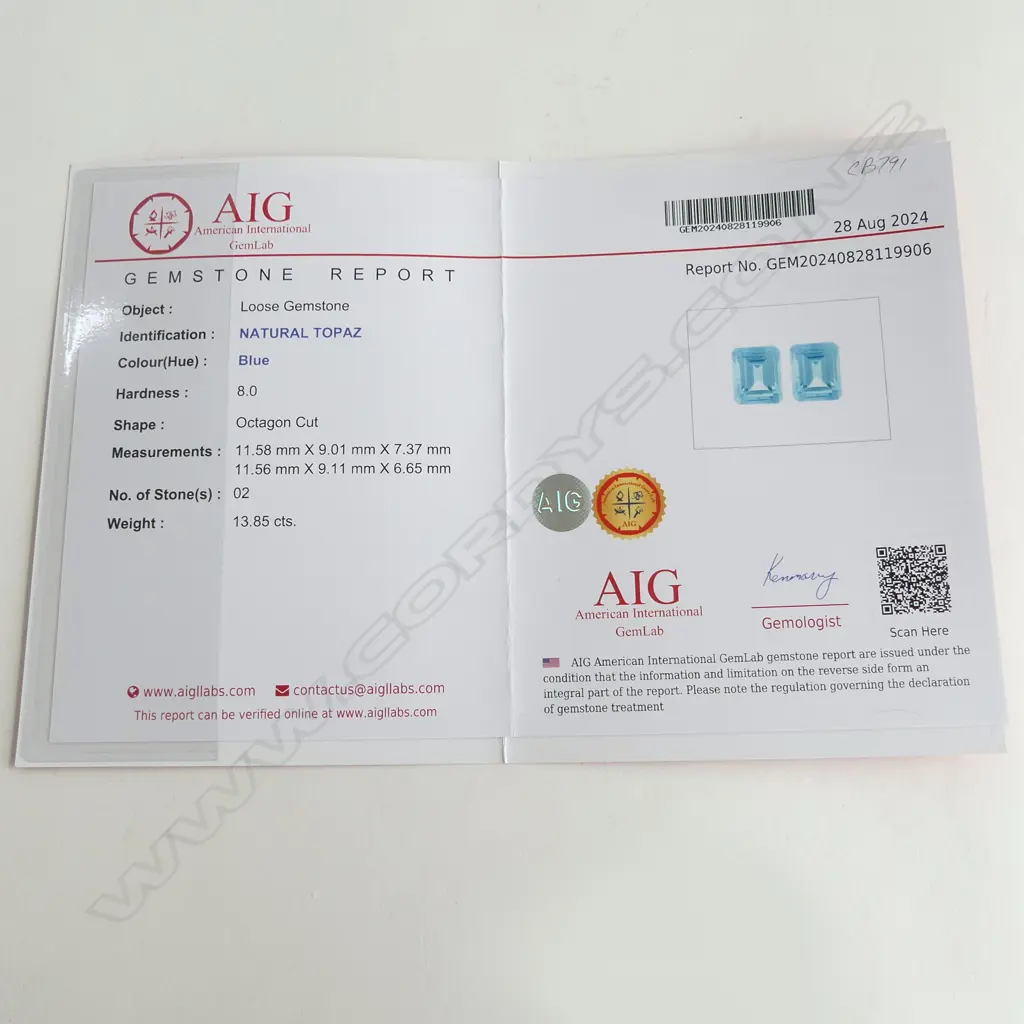 AIG
American International
GemLab
GEMSTONE REPORT
Object : Loose Gemstone
Identification : NATURAL TOPAZ
Colour(Hue) : Blue
Hardness : 8.0
Shape : Octagon Cut
Measurements : 11.58 mm X 9.01 mm X 7.37 mm
11.56 mm X 9.11 mm X 6.65 mm
No. of Stone(s) : 02
Weight : 13.85 cts.
www.aigllabs.com contactus@aigllabs.com
This report can be verified online at www.aigllabs.com
CB791
GEM20240828119906
28 Aug 2024
Report No. GEM20240828119906
AIG
AIG
AIG
American International
GemLab
Gemologist
Scan Here
AIG American International GemLab gemstone report are issued under the
condition that the information and limitation on the reverse side form an
integral part of the report. Please note the regulation governing the declaration
of gemstone treatment
WWW.CORDYS.CO.NZ